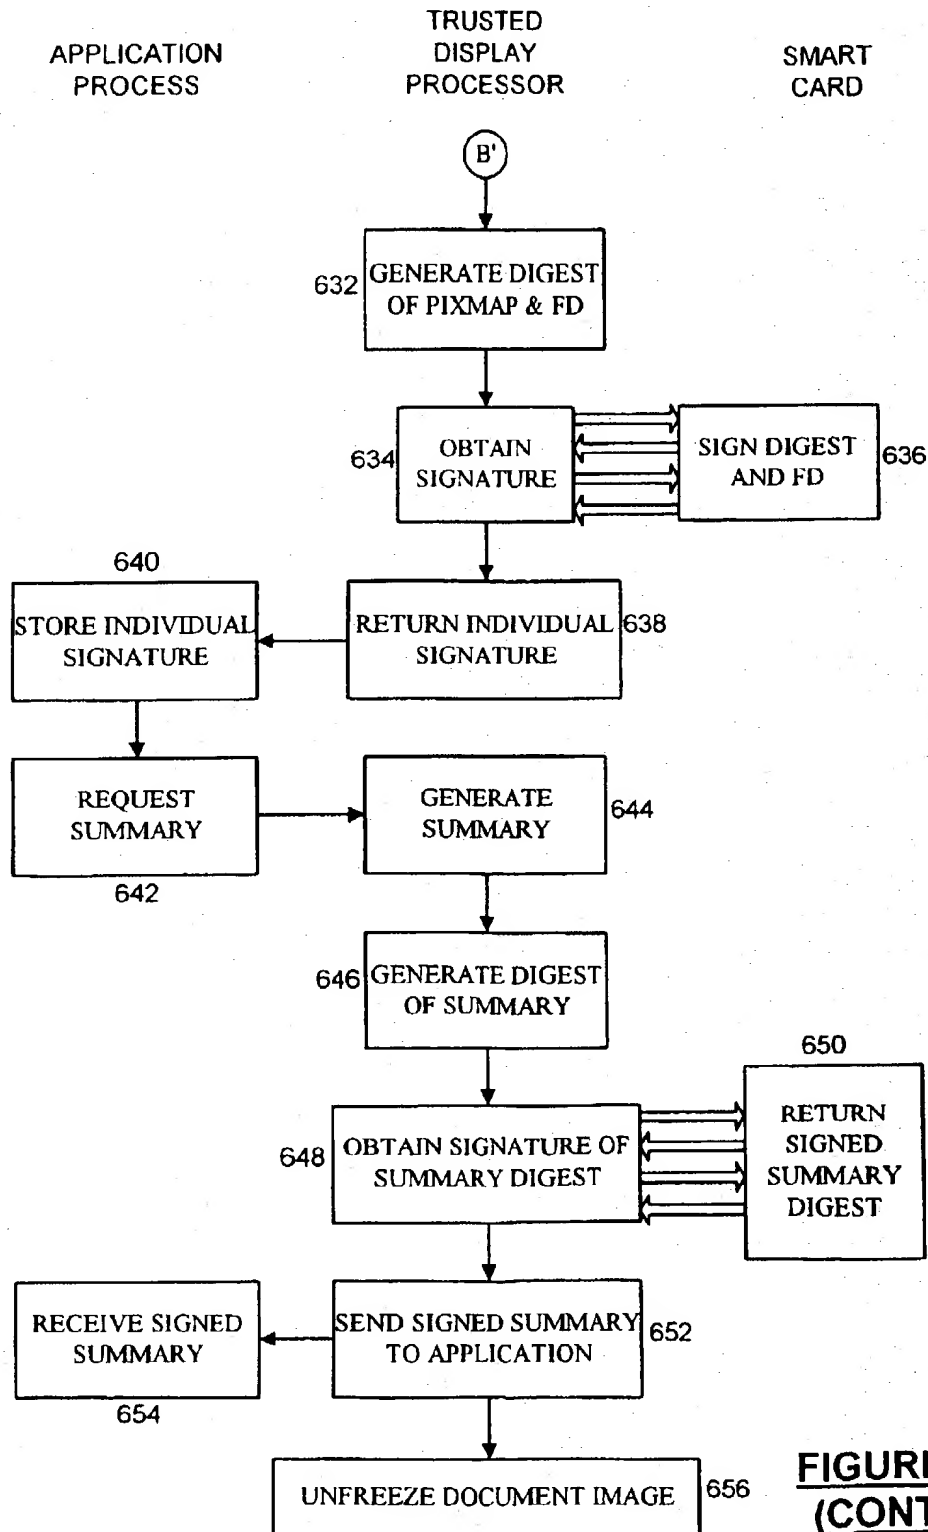 APPLICATION
PROCESS
TRUSTED
DISPLAY
PROCESSOR
SMART
CARD
B'
632
GENERATE DIGEST
OF PIXMAP & FD
634
OBTAIN
SIGNATURE
SIGN DIGEST
AND FD
636
640
STORE INDIVIDUAL
SIGNATURE
RETURN INDIVIDUAL
SIGNATURE
638
REQUEST
SUMMARY
642
GENERATE
SUMMARY
644
646
GENERATE DIGEST
OF SUMMARY
648
OBTAIN SIGNATURE OF
SUMMARY DIGEST
650
RETURN
SIGNED
SUMMARY
DIGEST
RECEIVE SIGNED
SUMMARY
654
SEND SIGNED SUMMARY
TO APPLICATION
652
UNFREEZE DOCUMENT IMAGE
656